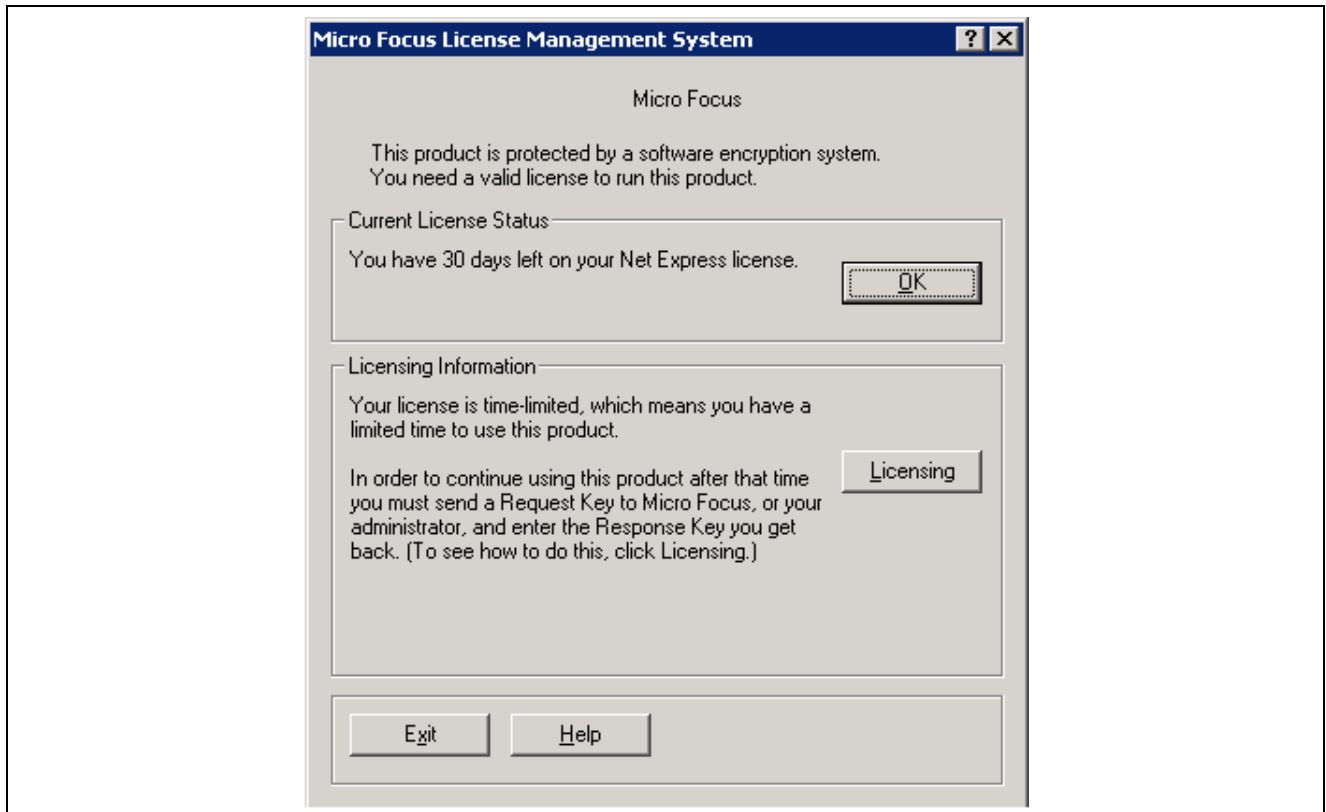 Micro Focus License Management System
Micro Focus
This product is protected by a software encryption system.
You need a valid license to run this product.
Current License Status
You have 30 days left on your Net Express license.
OK
Licensing Information
Your license is time-limited, which means you have a
limited time to use this product.
In order to continue using this product after that time
you must send a Request Key to Micro Focus, or your
administrator, and enter the Response Key you get
back. (To see how to do this, click Licensing.)
Licensing
Exit
Help